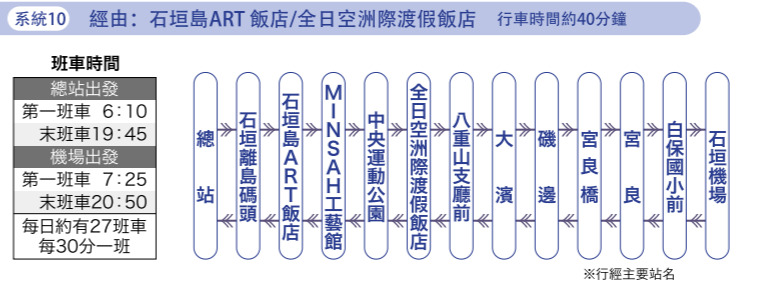 系統10 經由：石垣島ART 飯店/全日空洲際渡假飯店 行車時間約40分鐘
班車時間
總站出發
第一班車 6：10
末班車19：45
機場出發
第一班車 7：25
末班車20：50
每日約有27班車
每30分一班
總站
石垣離島碼頭
石垣島ART飯店
MINSAH工藝館
中央運動公園
全日空洲際渡假飯店
八重山支廳前
大濱
磯邊
宮良橋
宮良
白保國小前
石垣機場
※行經主要站名